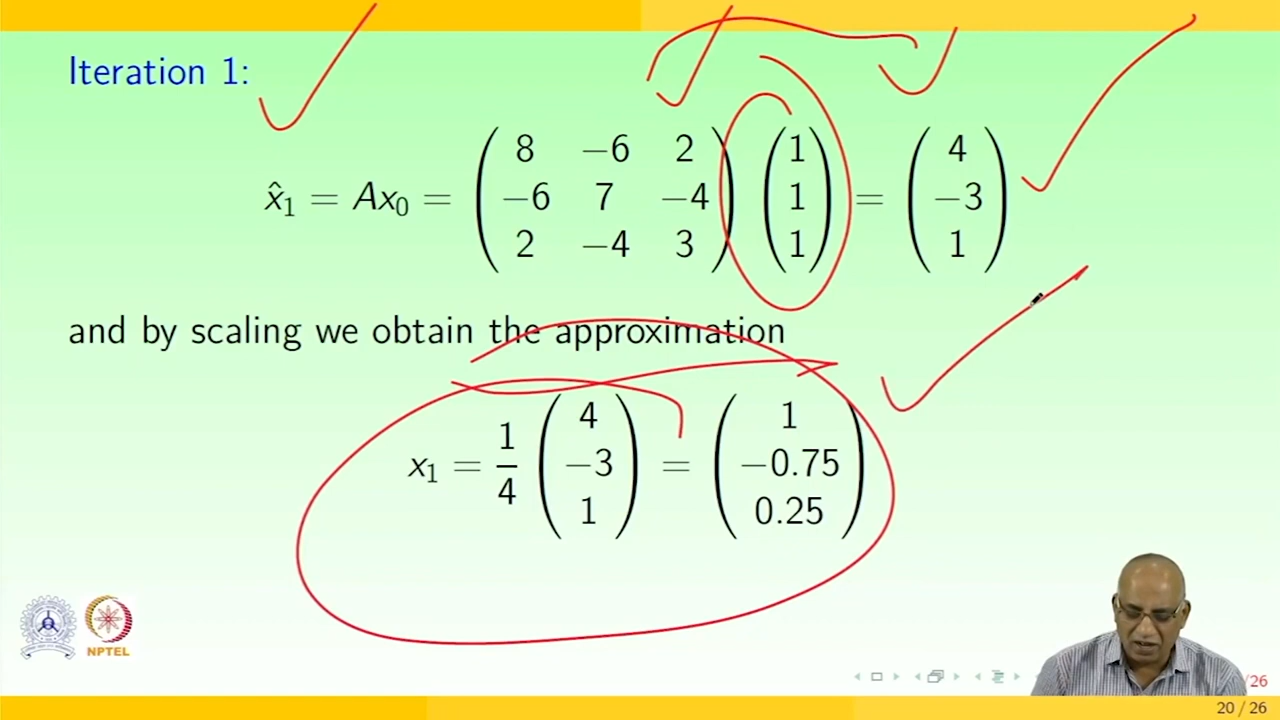 Iteration 1:
x̂₁ = Ax₀ = ( 8 −6 2 ; −6 7 −4 ; 2 −4 3 ) ( 1 ; 1 ; 1 ) = ( 4 ; −3 ; 1 )
and by scaling we obtain the approximation
x₁ = 1/4 ( 4 ; −3 ; 1 ) = ( 1 ; −0.75 ; 0.25 )
NPTEL
/26
20 / 26